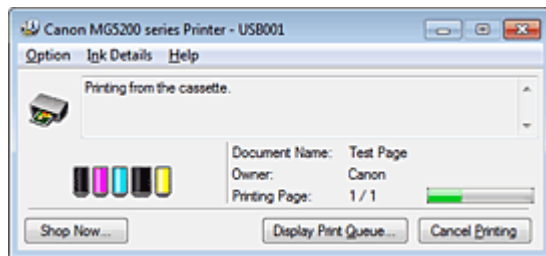 Canon MG5200 series Printer - USB001
Option Ink Details Help
Printing from the cassette.
Document Name: Test Page
Owner: Canon
Printing Page: 1 / 1
Shop Now... Display Print Queue... Cancel Printing